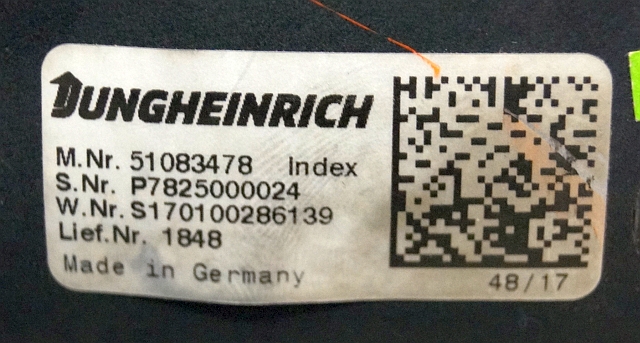 JUNGHEINRICH
M.Nr. 51083478 Index
S.Nr. P7825000024
W.Nr. S170100286139
Lief.Nr. 1848
Made in Germany
48/17